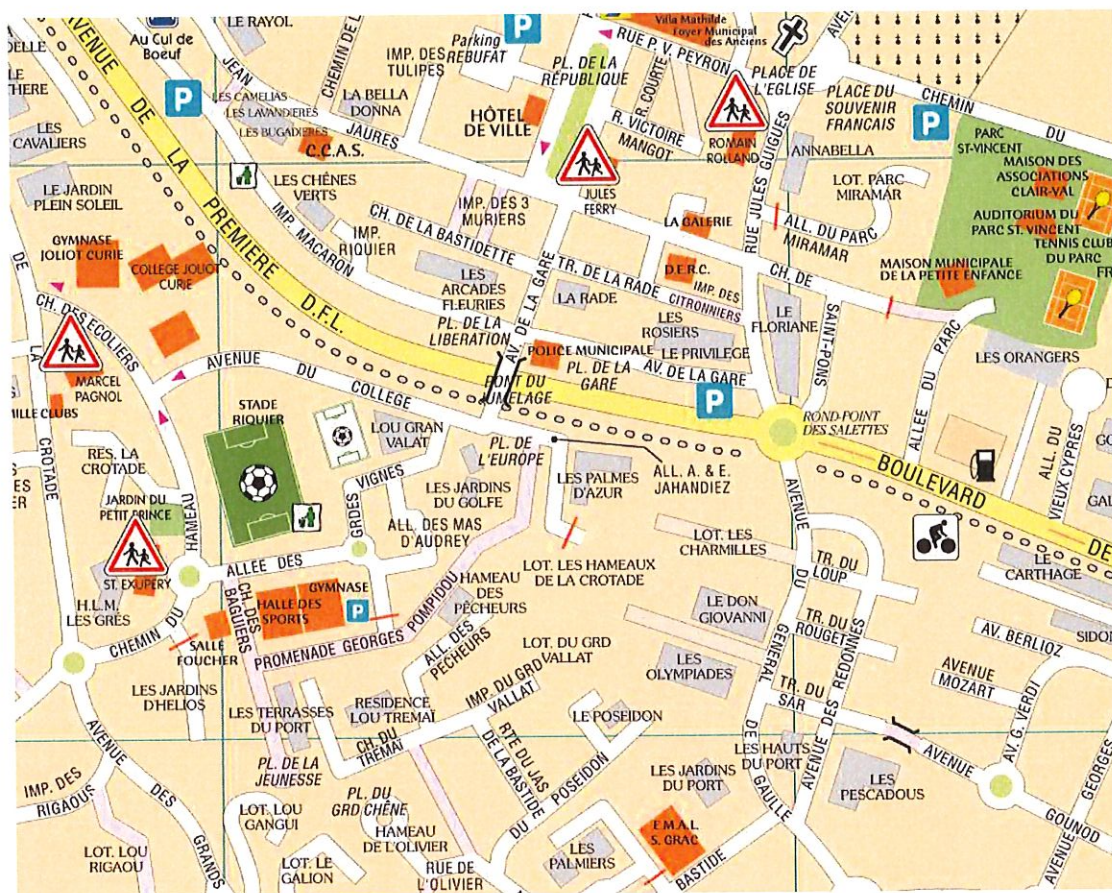 LE RAYOL
Au Cul de
Boeuf
P
AVENUE DE LA PREMIÈRE D.F.L.
CHEMIN DE L
IMP. DES
TULIPES
Parking
REBUFAT
P
PL. DE LA
RÉPUBLIQUE
Villa Mathilde
Foyer Municipal
des Anciens
RUE P. V. PEYRON
PLACE DE
L'EGLISE
PLACE DU
SOUVENIR
FRANCAIS
P
CHEMIN DU
LES
CAVALIERS
P
JEAN JAURES
LES CAMELIAS
LES LAVANDIERES
LES BUGADIERES
LA BELLA
DONNA
C.C.A.S.
HÔTEL
DE VILLE
R. COURTE
R. VICTOIRE
MANGOT
ROMAIN
ROLLAND
JULES
FERRY
RUE JULES GUIGUES
ANNABELLA
LOT. PARC
MIRAMAR
PARC
ST-VINCENT
MAISON DES
ASSOCIATIONS
CLAIR-VAL
AUDITORIUM DU
PARC ST. VINCENT
TENNIS CLUB
DU PARC
FR
LE JARDIN
PLEIN SOLEIL
LES CHÊNES
VERTS
IMP. DES 3
MURIERS
CH. DE LA BASTIDETTE
LA GALERIE
ALL. DU PARC
MIRAMAR
MAISON MUNICIPALE
DE LA PETITE ENFANCE
GYMNASE
JOLIOT CURIE
COLLEGE JOLIOT
CURIE
IMP. MACARON
IMP.
RIQUIER
LES
ARCADES
FLEURIES
AV. DE LA GARE
TR. DE LA RADE
D.E.R.C.
IMP. DES
CITRONNIERS
CH. DE
LA RADE
LES
ROSIERS
LE PRIVILEGE
LE
FLORIANE
SAINT-PONS
LES ORANGERS
CH. DES ECOLIERS
PL. DE LA
LIBERATION
POLICE MUNICIPALE
PL. DE LA
GARE
AV. DE LA GARE
P
MARCEL
PAGNOL
MILLE CLUBS
DE LA CROTADE
AVENUE DU COLLEGE
PONT DU
JUMELAGE
ROND-POINT
DES SALETTES
ALLEE DU PARC
STADE
RIQUIER
LOU GRAN
VALAT
PL. DE
L'EUROPE
ALL. A. & E.
JAHANDIEZ
BOULEVARD
DE
ALL. DU
VIEUX CYPRES
RES. LA
CROTADE
JARDIN DU
PETIT PRINCE
HAMEAU
LES JARDINS
DU GOLFE
LES PALMES
D'AZUR
AVENUE DU GENERAL DE GAULLE
ALLEE DES GRDES VIGNES
ALL. DES MAS
D'AUDREY
LOT. LES
CHARMILLES
LE
CARTHAGE
ST. EXUPÉRY
H.L.M.
LES GRÈS
CHEMIN DU
CH. DES BAGUIERS
HALLE DES
SPORTS
GYMNASE
P
SALLE
FOUCHER
HAMEAU
DES
PÊCHEURS
LOT. LES HAMEAUX
DE LA CROTADE
TR. DU
LOUP
PROMENADE GEORGES POMPIDOU
ALL. DES
PECHEURS
LE DON
GIOVANNI
TR. DU
ROUGET
AV. BERLIOZ
LES JARDINS
D'HELIOS
LES TERRASSES
DU PORT
RESIDENCE
LOU TREMAÏ
IMP. DU GRD
VALLAT
LOT. DU GRD
VALLAT
LES
OLYMPIADES
AVENUE DES REDONNES
AVENUE
MOZART
AV. G. VERDI
CH. DU
TREMAÏ
LE POSEIDON
TR. DU
SAR
AVENUE
GOUNOD
GEORGES
AVENUE DES GRANDS
IMP. DES
RIGAOUS
PL. DE LA
JEUNESSE
RTE DU JAS
DE LA BASTIDE
DU POSEIDON
LES HAUTS
DU PORT
LES
PESCADOUS
PL. DU
GRD CHÊNE
LES JARDINS
DU PORT
LOT. LOU
GANGUI
HAMEAU
DE L'OLIVIER
E.M.A.L.
S. GRAC
LOT. LOU
RIGAOU
LOT. LE
GALION
RUE DE
L'OLIVIER
LES
PALMIERS
BASTIDE